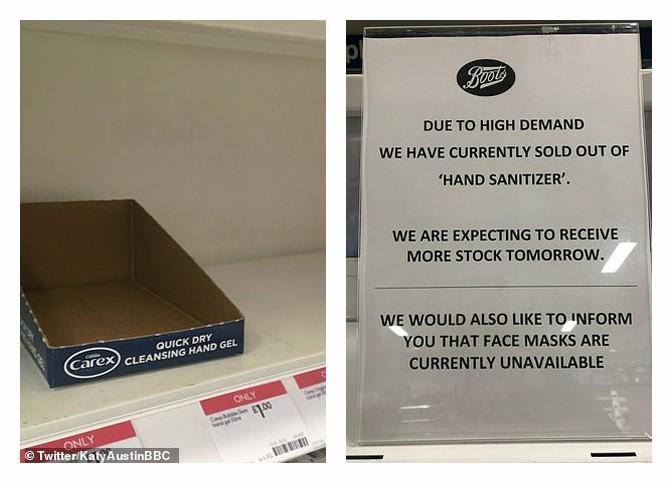 Carex
QUICK DRY
CLEANSING HAND GEL
ONLY
ONLY
£1.00
© Twitter/KatyAustinBBC
Boots
DUE TO HIGH DEMAND
WE HAVE CURRENTLY SOLD OUT OF
‘HAND SANITIZER’.
WE ARE EXPECTING TO RECEIVE
MORE STOCK TOMORROW.
WE WOULD ALSO LIKE TO INFORM
YOU THAT FACE MASKS ARE
CURRENTLY UNAVAILABLE